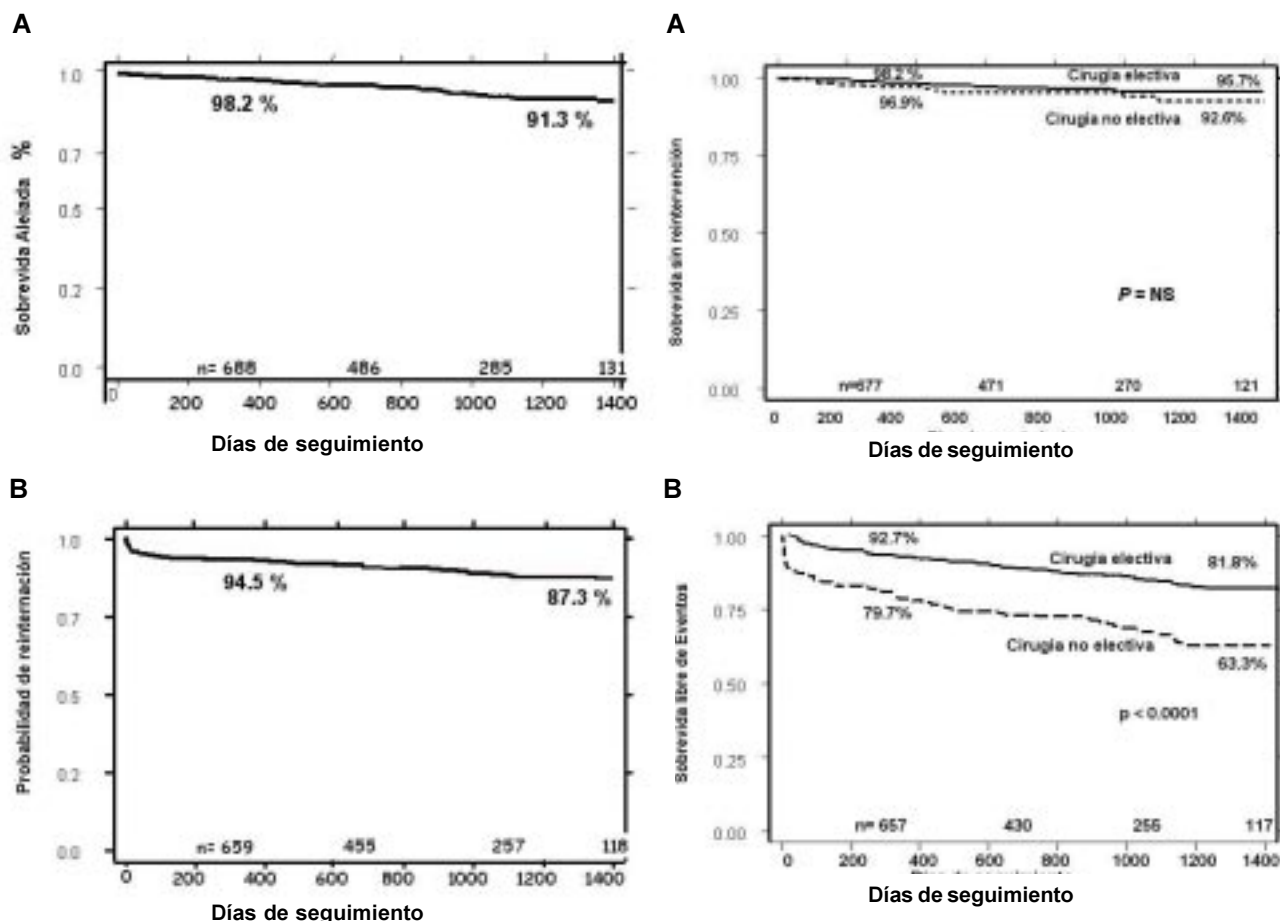 A
Sobrevida Alejada %
1.0
0.7
0.5
0.2
0.0
98.2 %
91.3 %
n= 688 486 285 131
0 200 400 600 800 1000 1200 1400
Días de seguimiento
A
Sobrevida sin reintervención
1.00
0.75
0.50
0.25
0.00
98.2%
Cirugía electiva
95.7%
96.9%
Cirugía no electiva
92.6%
P = NS
n=677 471 270 121
0 200 400 600 800 1000 1200 1400
Días de seguimiento
B
Probabilidad de reinternación
1.0
0.7
0.5
0.2
0.0
94.5 %
87.3 %
n= 659 455 257 118
0 200 400 600 800 1000 1200 1400
Días de seguimiento
B
Sobrevida libre de Eventos
1.00
0.75
0.50
0.25
0.00
92.7%
Cirugía electiva
81.8%
79.7%
Cirugía no electiva
63.3%
p < 0.0001
n= 657 430 256 117
0 200 400 600 800 1000 1200 1400
Días de seguimiento